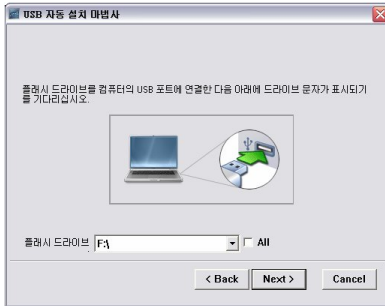 USB 자동 설치 마법사
플래시 드라이브를 컴퓨터의 USB 포트에 연결한 다음 아래에 드라이브 문자가 표시되기
를 기다리십시오.
플래시 드라이브 F:\ All
< Back Next > Cancel